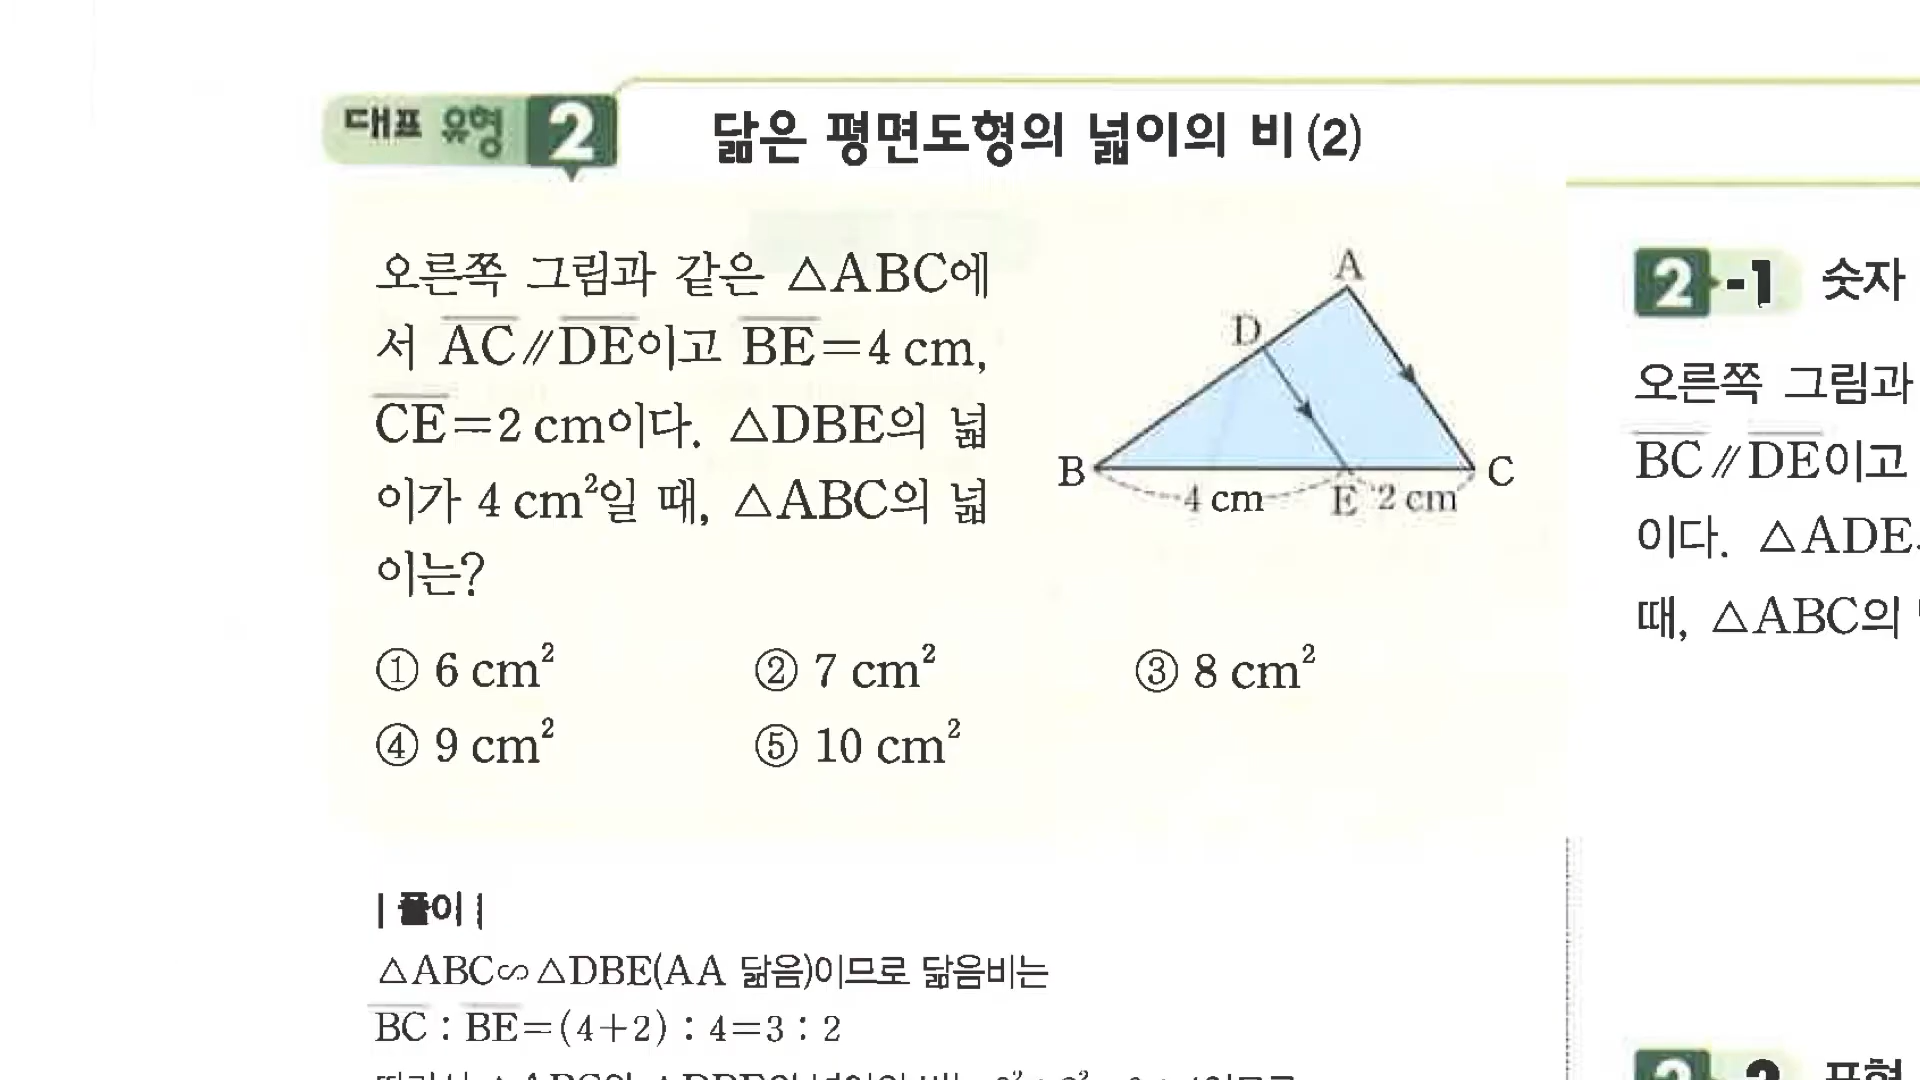 대표 유형 2 닮은 평면도형의 넓이의 비 (2)
오른쪽 그림과 같은 △ABC에
서 AC∥DE이고 BE=4 cm,
CE=2 cm이다. △DBE의 넓
이가 4 cm²일 때, △ABC의 넓
이는?
A
D
B
C
4 cm
E
2 cm
① 6 cm² ② 7 cm² ③ 8 cm²
④ 9 cm² ⑤ 10 cm²
| 풀이 |
△ABC∽△DBE(AA 닮음)이므로 닮음비는
BC : BE=(4+2) : 4=3 : 2
2-1 숫자
오른쪽 그림과
BC∥DE이고
이다. △ADE
때, △ABC의